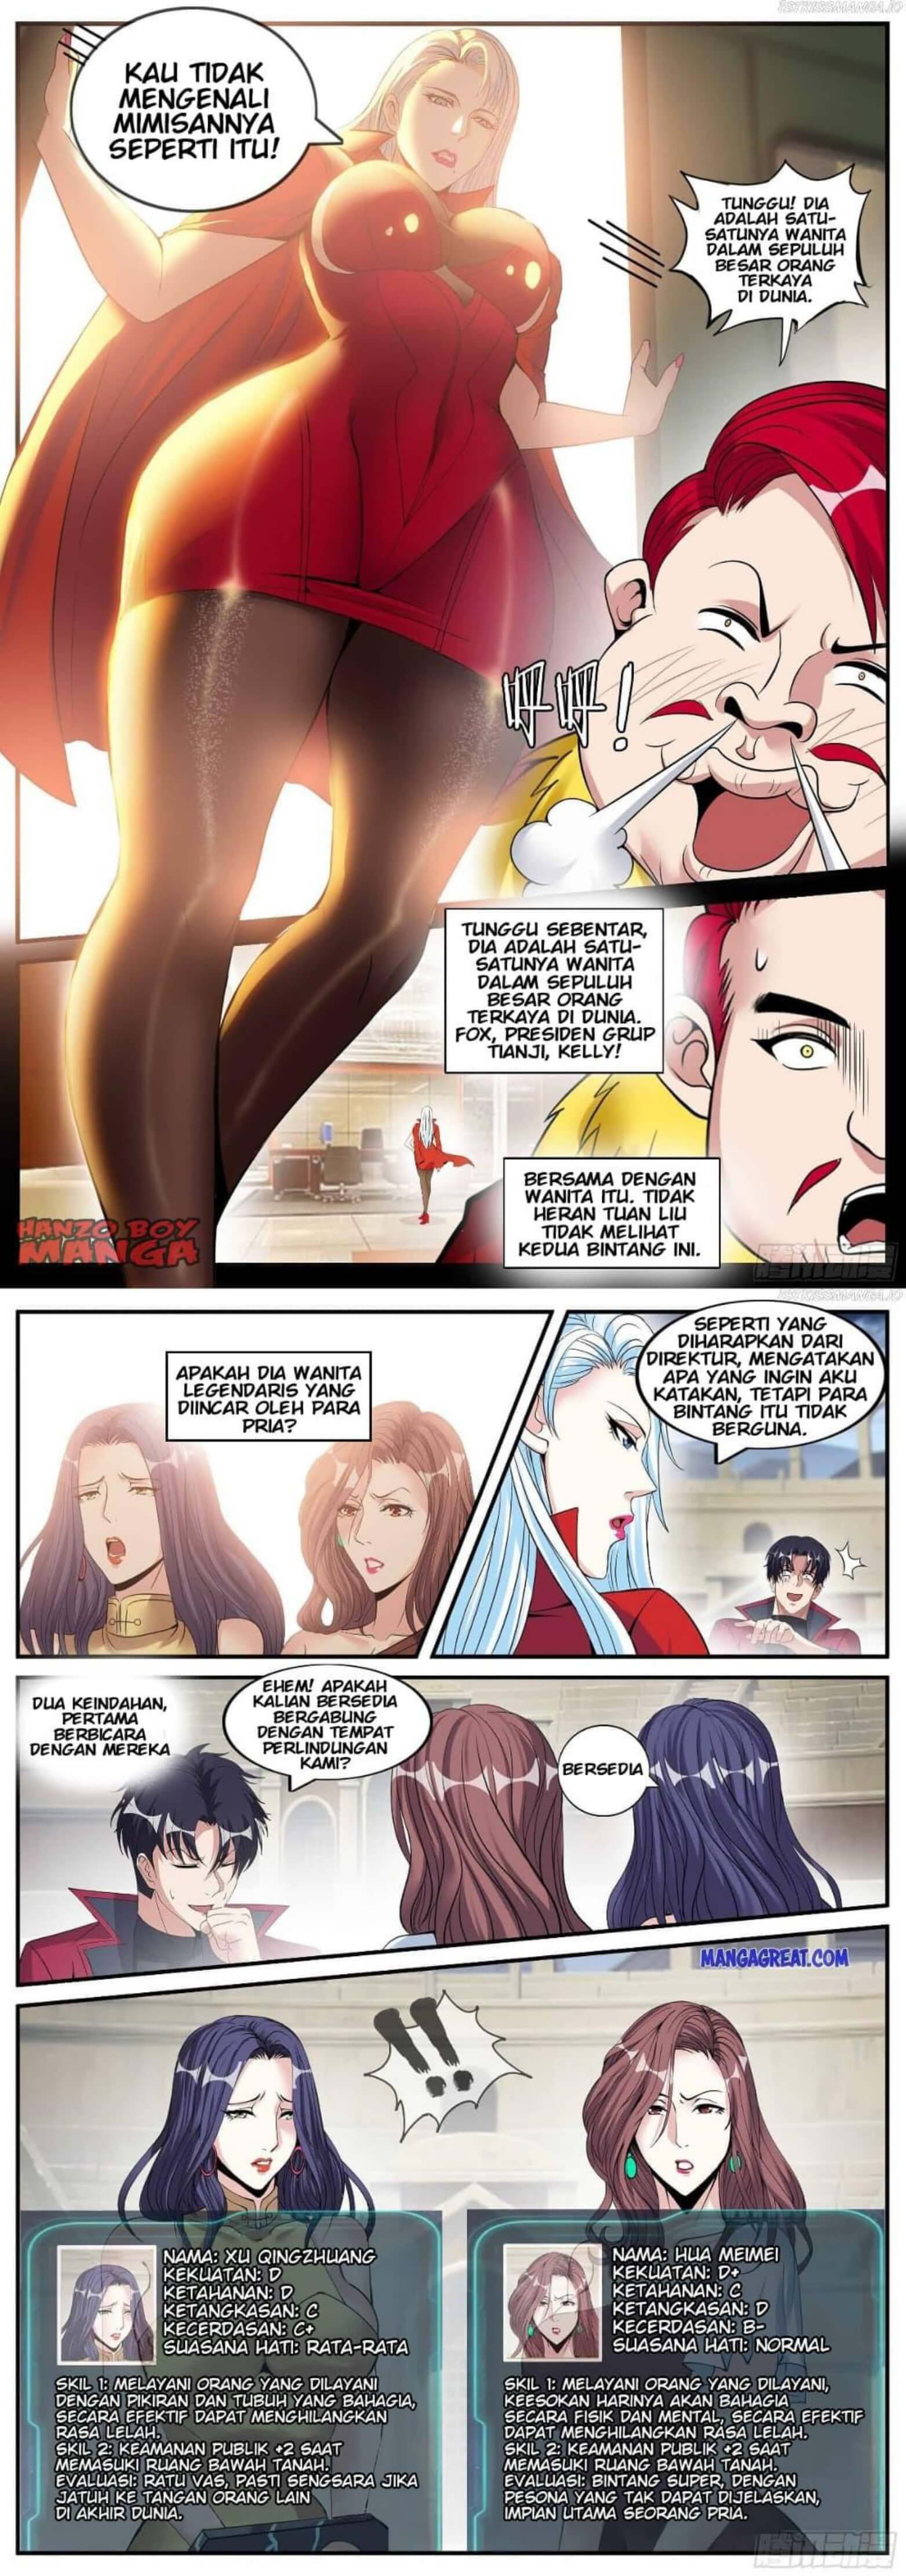 KAU TIDAK
MENGENALI
MIMISANNYA
SEPERTI ITU!
TUNGGU! DIA
ADALAH SATU-
SATUNYA WANITA
DALAM SEPULUH
BESAR ORANG
TERKAYA
DI DUNIA.
呼呼!
TUNGGU SEBENTAR,
DIA ADALAH SATU-
SATUNYA WANITA
DALAM SEPULUH
BESAR ORANG
TERKAYA DI DUNIA.
FOX, PRESIDEN GRUP
TIANJI, KELLY!
BERSAMA DENGAN
WANITA ITU. TIDAK
HERAN TUAN LIU
TIDAK MELIHAT
KEDUA BINTANG INI.
HANZO BOY
MANGA
APAKAH DIA WANITA
LEGENDARIS YANG
DIINCAR OLEH PARA
PRIA?
SEPERTI YANG
DIHARAPKAN DARI
DIREKTUR, MENGATAKAN
APA YANG INGIN AKU
KATAKAN, TETAPI PARA
BINTANG ITU TIDAK
BERGUNA.
DUA KEINDAHAN,
PERTAMA
BERBICARA
DENGAN MEREKA
EHEM! APAKAH
KALIAN BERSEDIA
BERGABUNG
DENGAN TEMPAT
PERLINDUNGAN
KAMI?
BERSEDIA
MANGAGREAT.COM
!!
NAMA: XU QINGZHUANG
KEKUATAN: D
KETAHANAN: D
KETANGKASAN: C
KECERDASAN: C+
SUASANA HATI: RATA-RATA
SKIL 1: MELAYANI ORANG YANG DILAYANI
DENGAN PIKIRAN DAN TUBUH YANG BAHAGIA,
SECARA EFEKTIF DAPAT MENGHILANGKAN
RASA LELAH.
SKIL 2: KEAMANAN PUBLIK +2 SAAT
MEMASUKI RUANG BAWAH TANAH.
EVALUASI: RATU VAS, PASTI SENGSARA JIKA
JATUH KE TANGAN ORANG LAIN
DI AKHIR DUNIA.
NAMA: HUA MEIMEI
KEKUATAN: D+
KETAHANAN: C
KETANGKASAN: D
KECERDASAN: B-
SUASANA HATI: NORMAL
SKIL 1: MELAYANI ORANG YANG DILAYANI,
KEESOKAN HARINYA AKAN BAHAGIA
SECARA FISIK DAN MENTAL, SECARA EFEKTIF
DAPAT MENGHILANGKAN RASA LELAH.
SKIL 2: KEAMANAN PUBLIK +2 SAAT
MEMASUKI RUANG BAWAH TANAH.
EVALUASI: BINTANG SUPER, DENGAN
PESONA YANG TAK DAPAT DIJELASKAN,
IMPIAN UTAMA SEORANG PRIA.